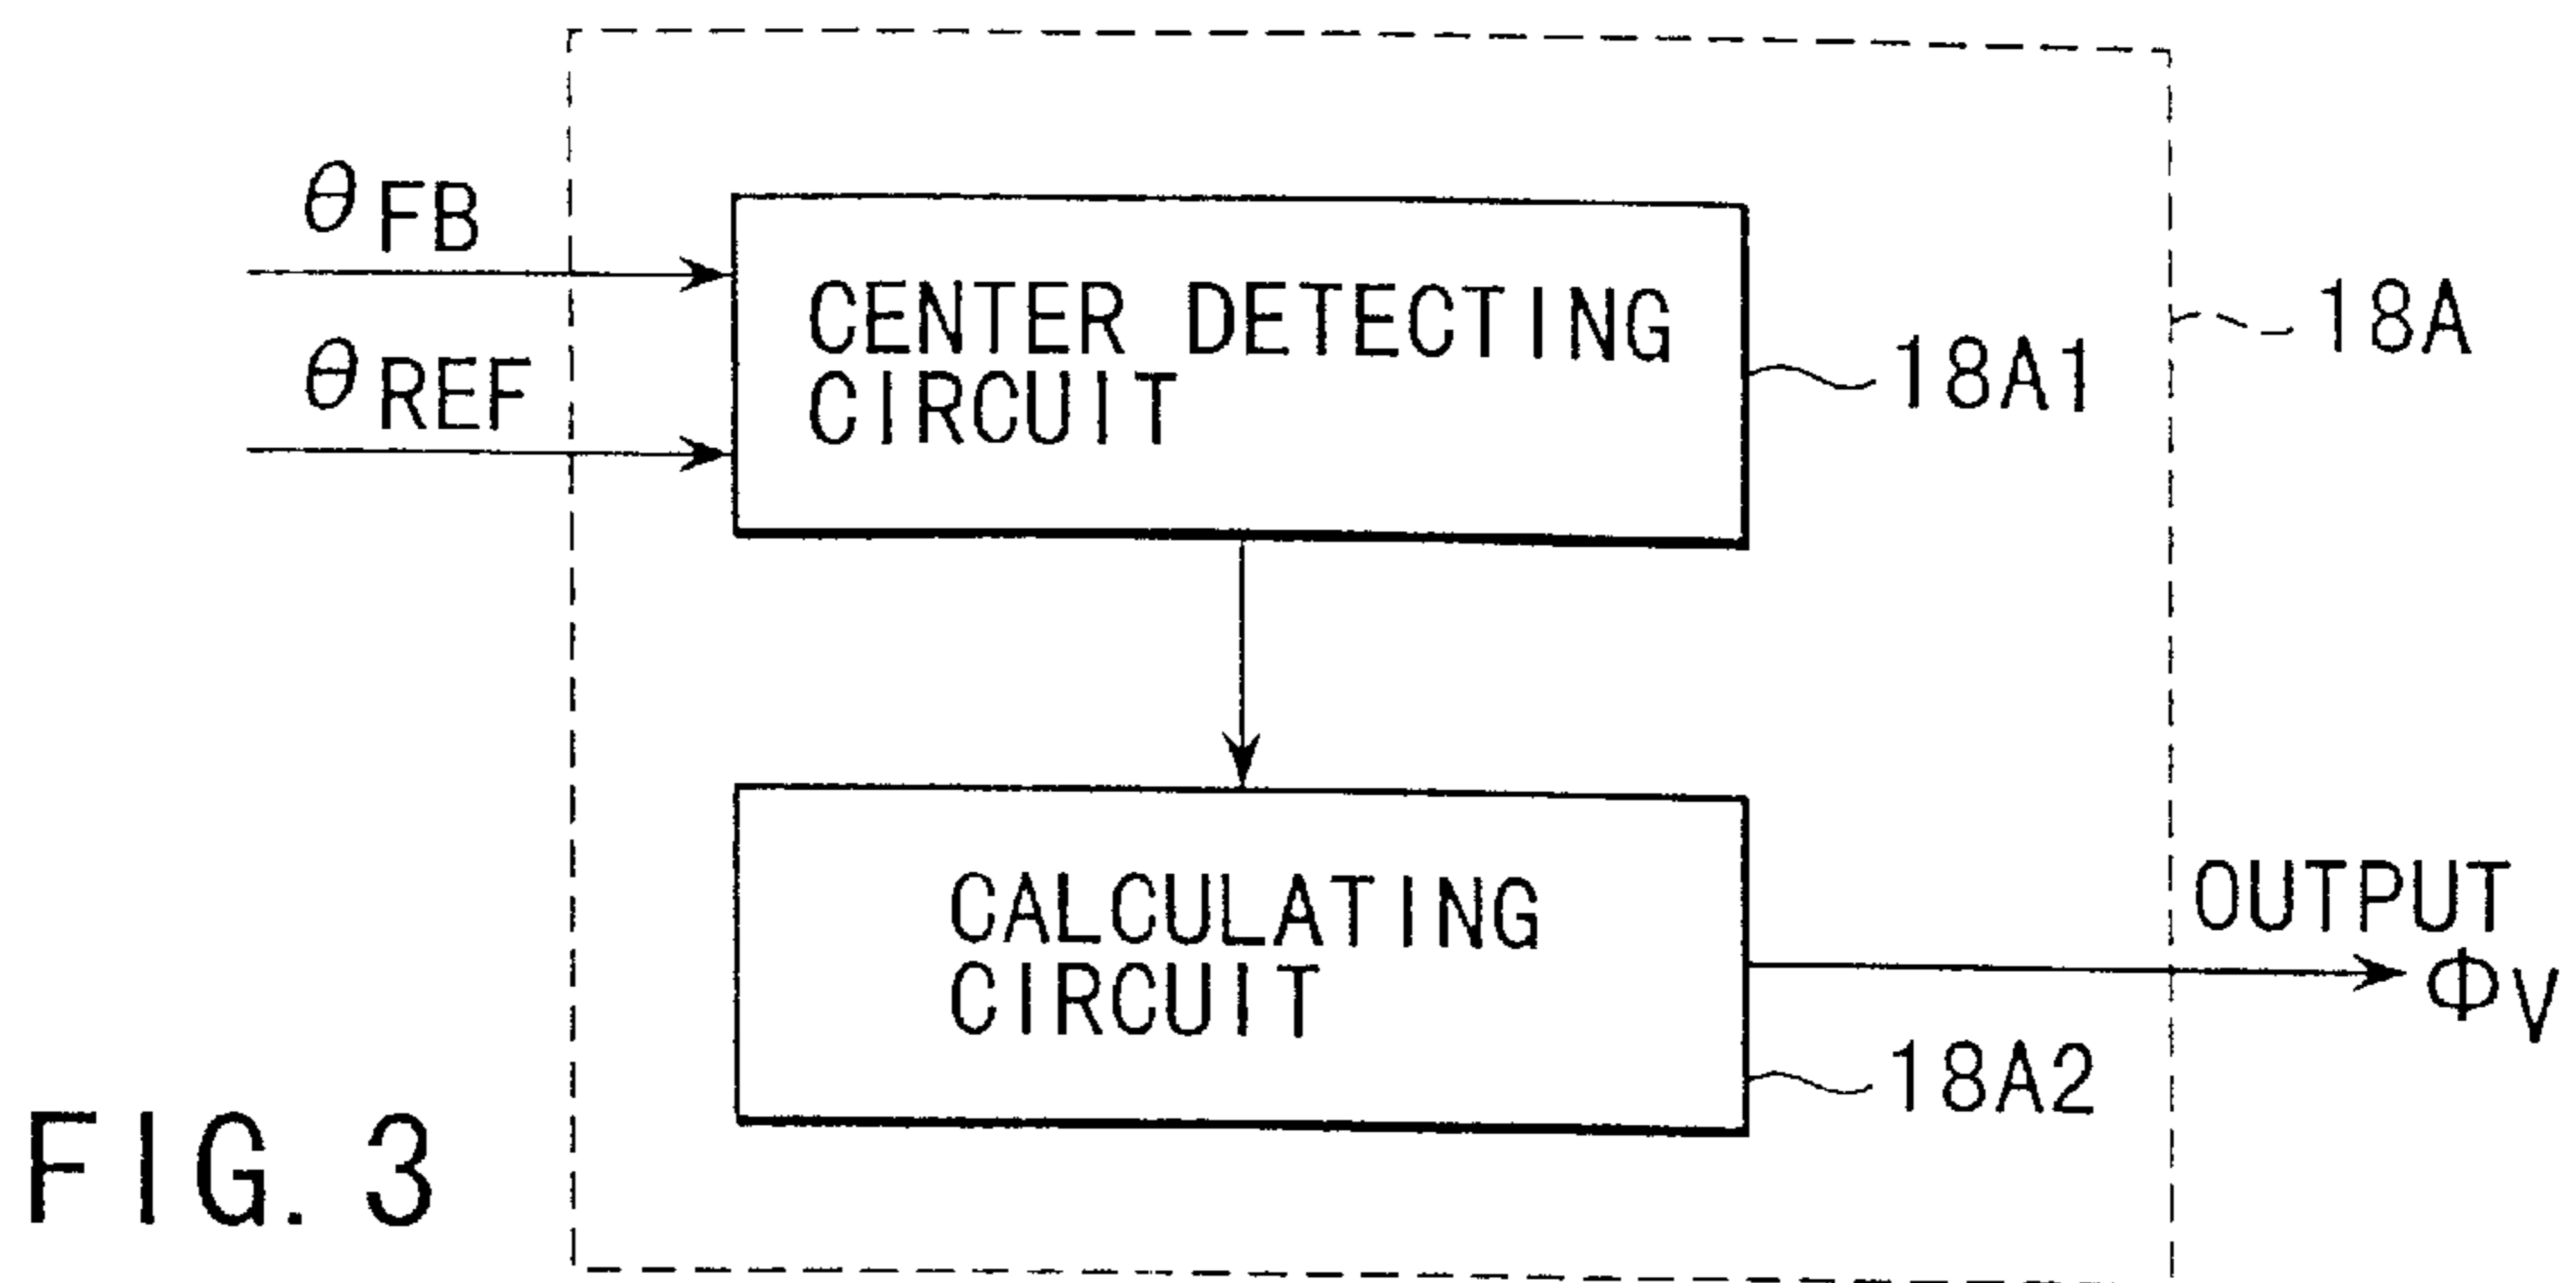 θFB
θREF
CENTER DETECTING
CIRCUIT
18A1
18A
CALCULATING
CIRCUIT
18A2
OUTPUT
ΦV
FIG. 3